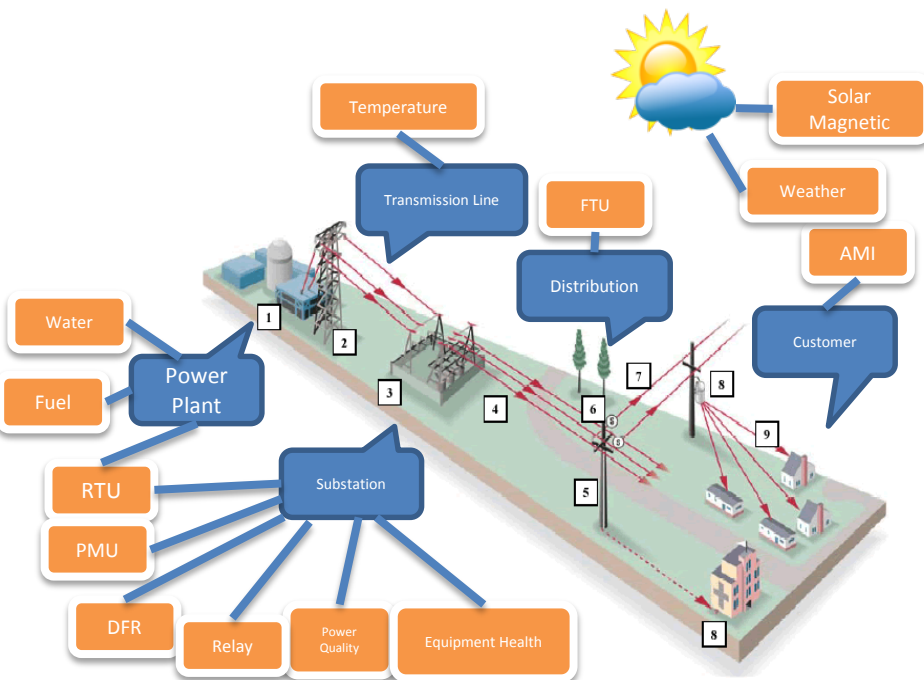 Temperature
Solar
Magnetic
Transmission Line
FTU
Weather
AMI
Distribution
Water
1
2
Customer
Power
Plant
3
7
8
Fuel
4
6
9
Substation
RTU
5
PMU
DFR
Relay
Power
Quality
Equipment Health
8